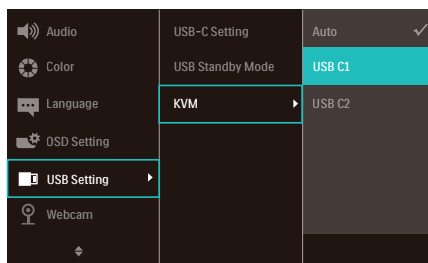 Audio
Color
Language
OSD Setting
USB Setting
Webcam
USB-C Setting
USB Standby Mode
KVM
Auto
USB C1
USB C2